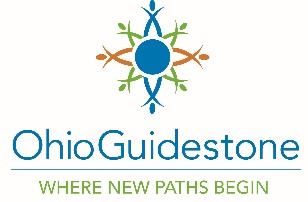 OhioGuidestone
WHERE NEW PATHS BEGIN